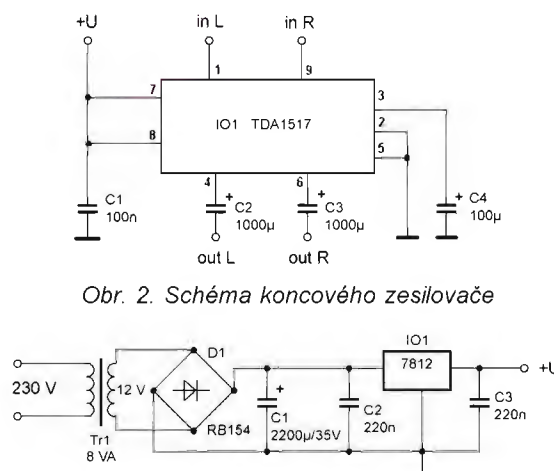 +U in L in R
1 9
7 3
IO1 TDA1517 2
8 5
4 6
C1 100n
+ C2 1000µ
+ C3 1000µ
+ C4 100µ
out L out R
Obr. 2. Schéma koncového zesilovače
D1 IO1
230 V 12 V 7812 +U
Tr1 8 VA
RB154
+ C1 2200µ/35V
C2 220n
C3 220n